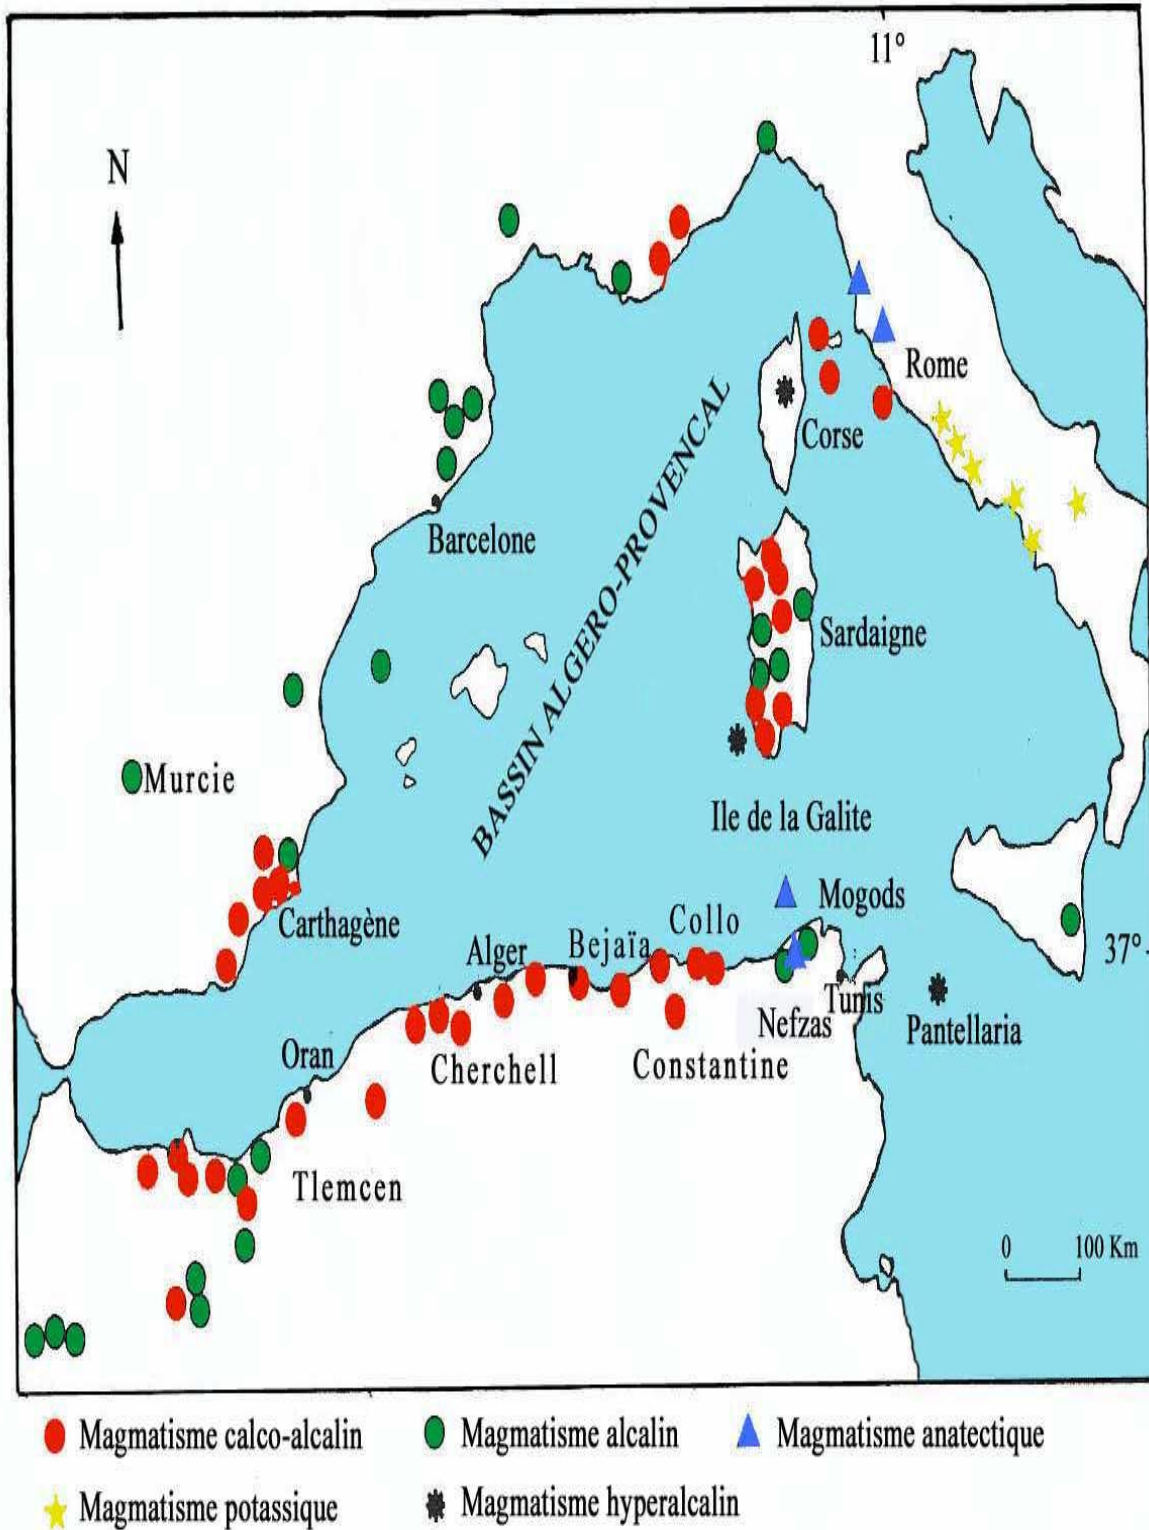 11°
N
Rome
Corse
Barcelone
BASSIN ALGERO-PROVENCAL
Sardaigne
Murcie
Ile de la Galite
Mogods
Carthagène
Collo
Alger
Bejaïa
37°
Nefzas
Tunis
Pantellaria
Oran
Cherchell
Constantine
Tlemcen
0 100 Km
Magmatisme calco-alcalin
Magmatisme alcalin
Magmatisme anatectique
Magmatisme potassique
Magmatisme hyperalcalin